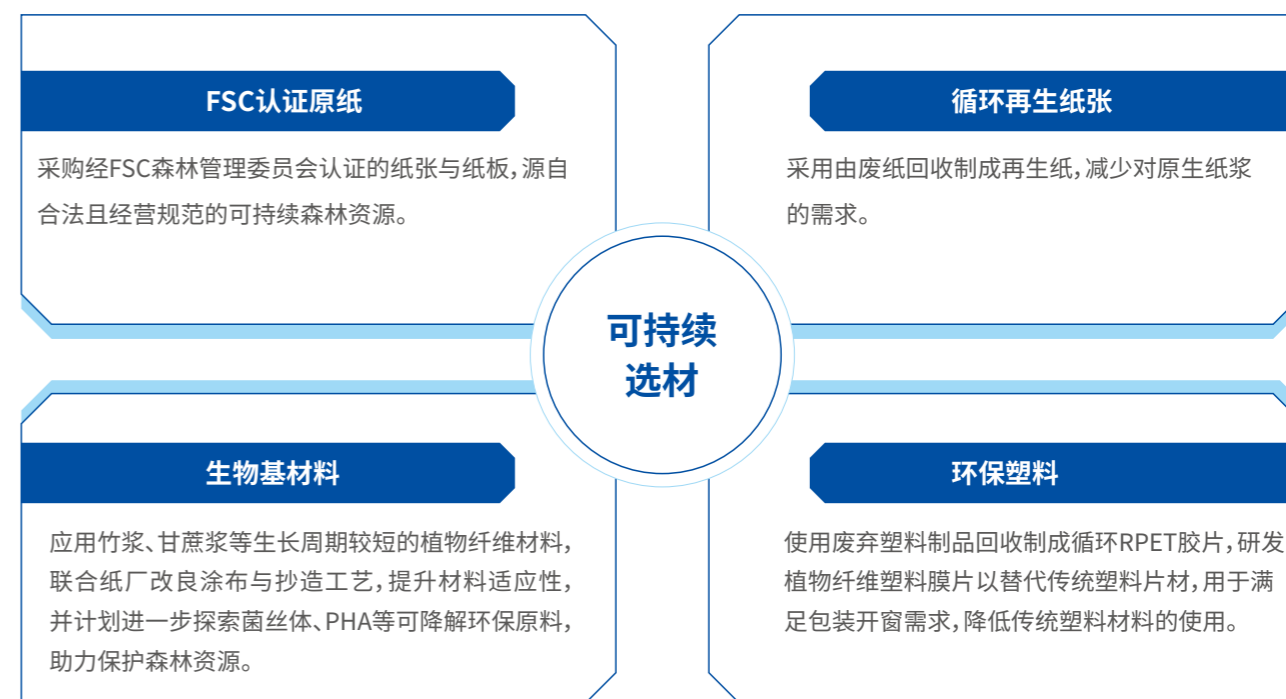 FSC认证原纸
采购经FSC森林管理委员会认证的纸张与纸板，源自
合法且经营规范的可持续森林资源。
循环再生纸张
采用由废纸回收制成再生纸，减少对原生纸浆
的需求。
可持续
选材
生物基材料
应用竹浆、甘蔗浆等生长周期较短的植物纤维材料，
联合纸厂改良涂布与抄造工艺，提升材料适应性，
并计划进一步探索菌丝体、PHA等可降解环保原料，
助力保护森林资源。
环保塑料
使用废弃塑料制品回收制成循环RPET胶片，研发
植物纤维塑料膜片以替代传统塑料片材，用于满
足包装开窗需求，降低传统塑料材料的使用。